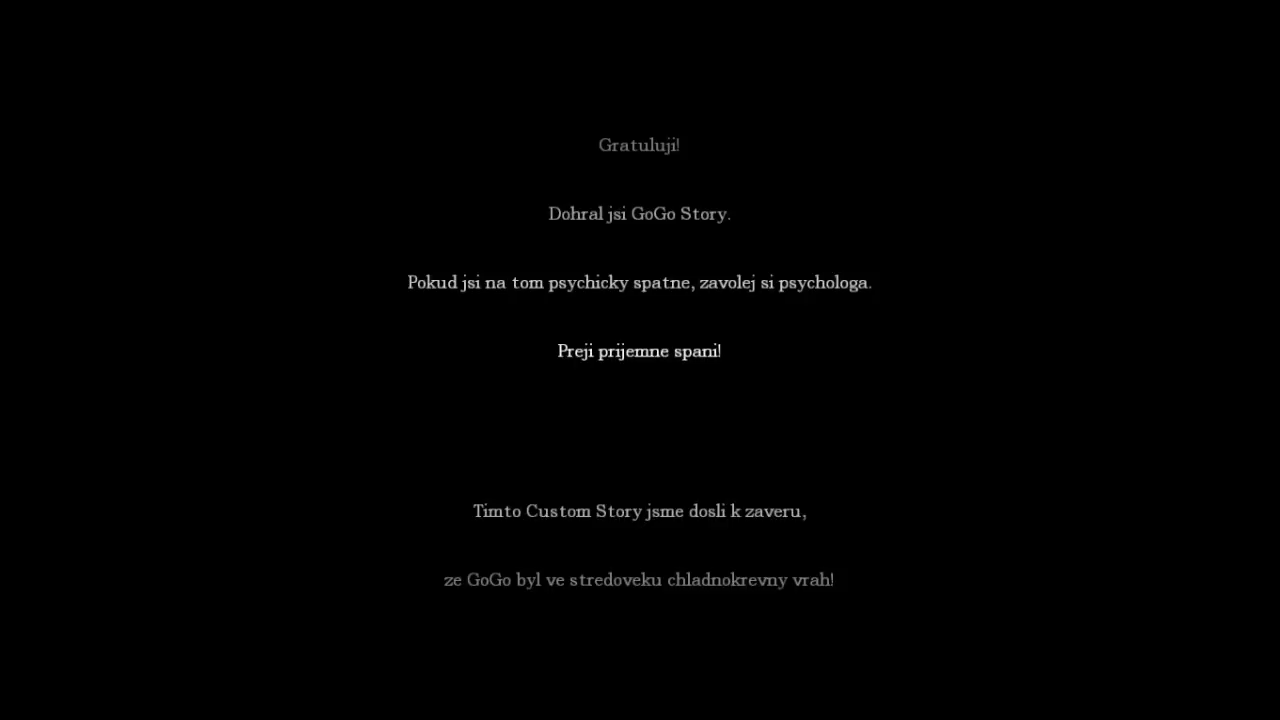 Gratuluji!
Dohral jsi GoGo Story.
Pokud jsi na tom psychicky spatne, zavolej si psychologa.
Preji prijemne spani!
Timto Custom Story jsme dosli k zaveru,
ze GoGo byl ve stredoveku chladnokrevny vrah!